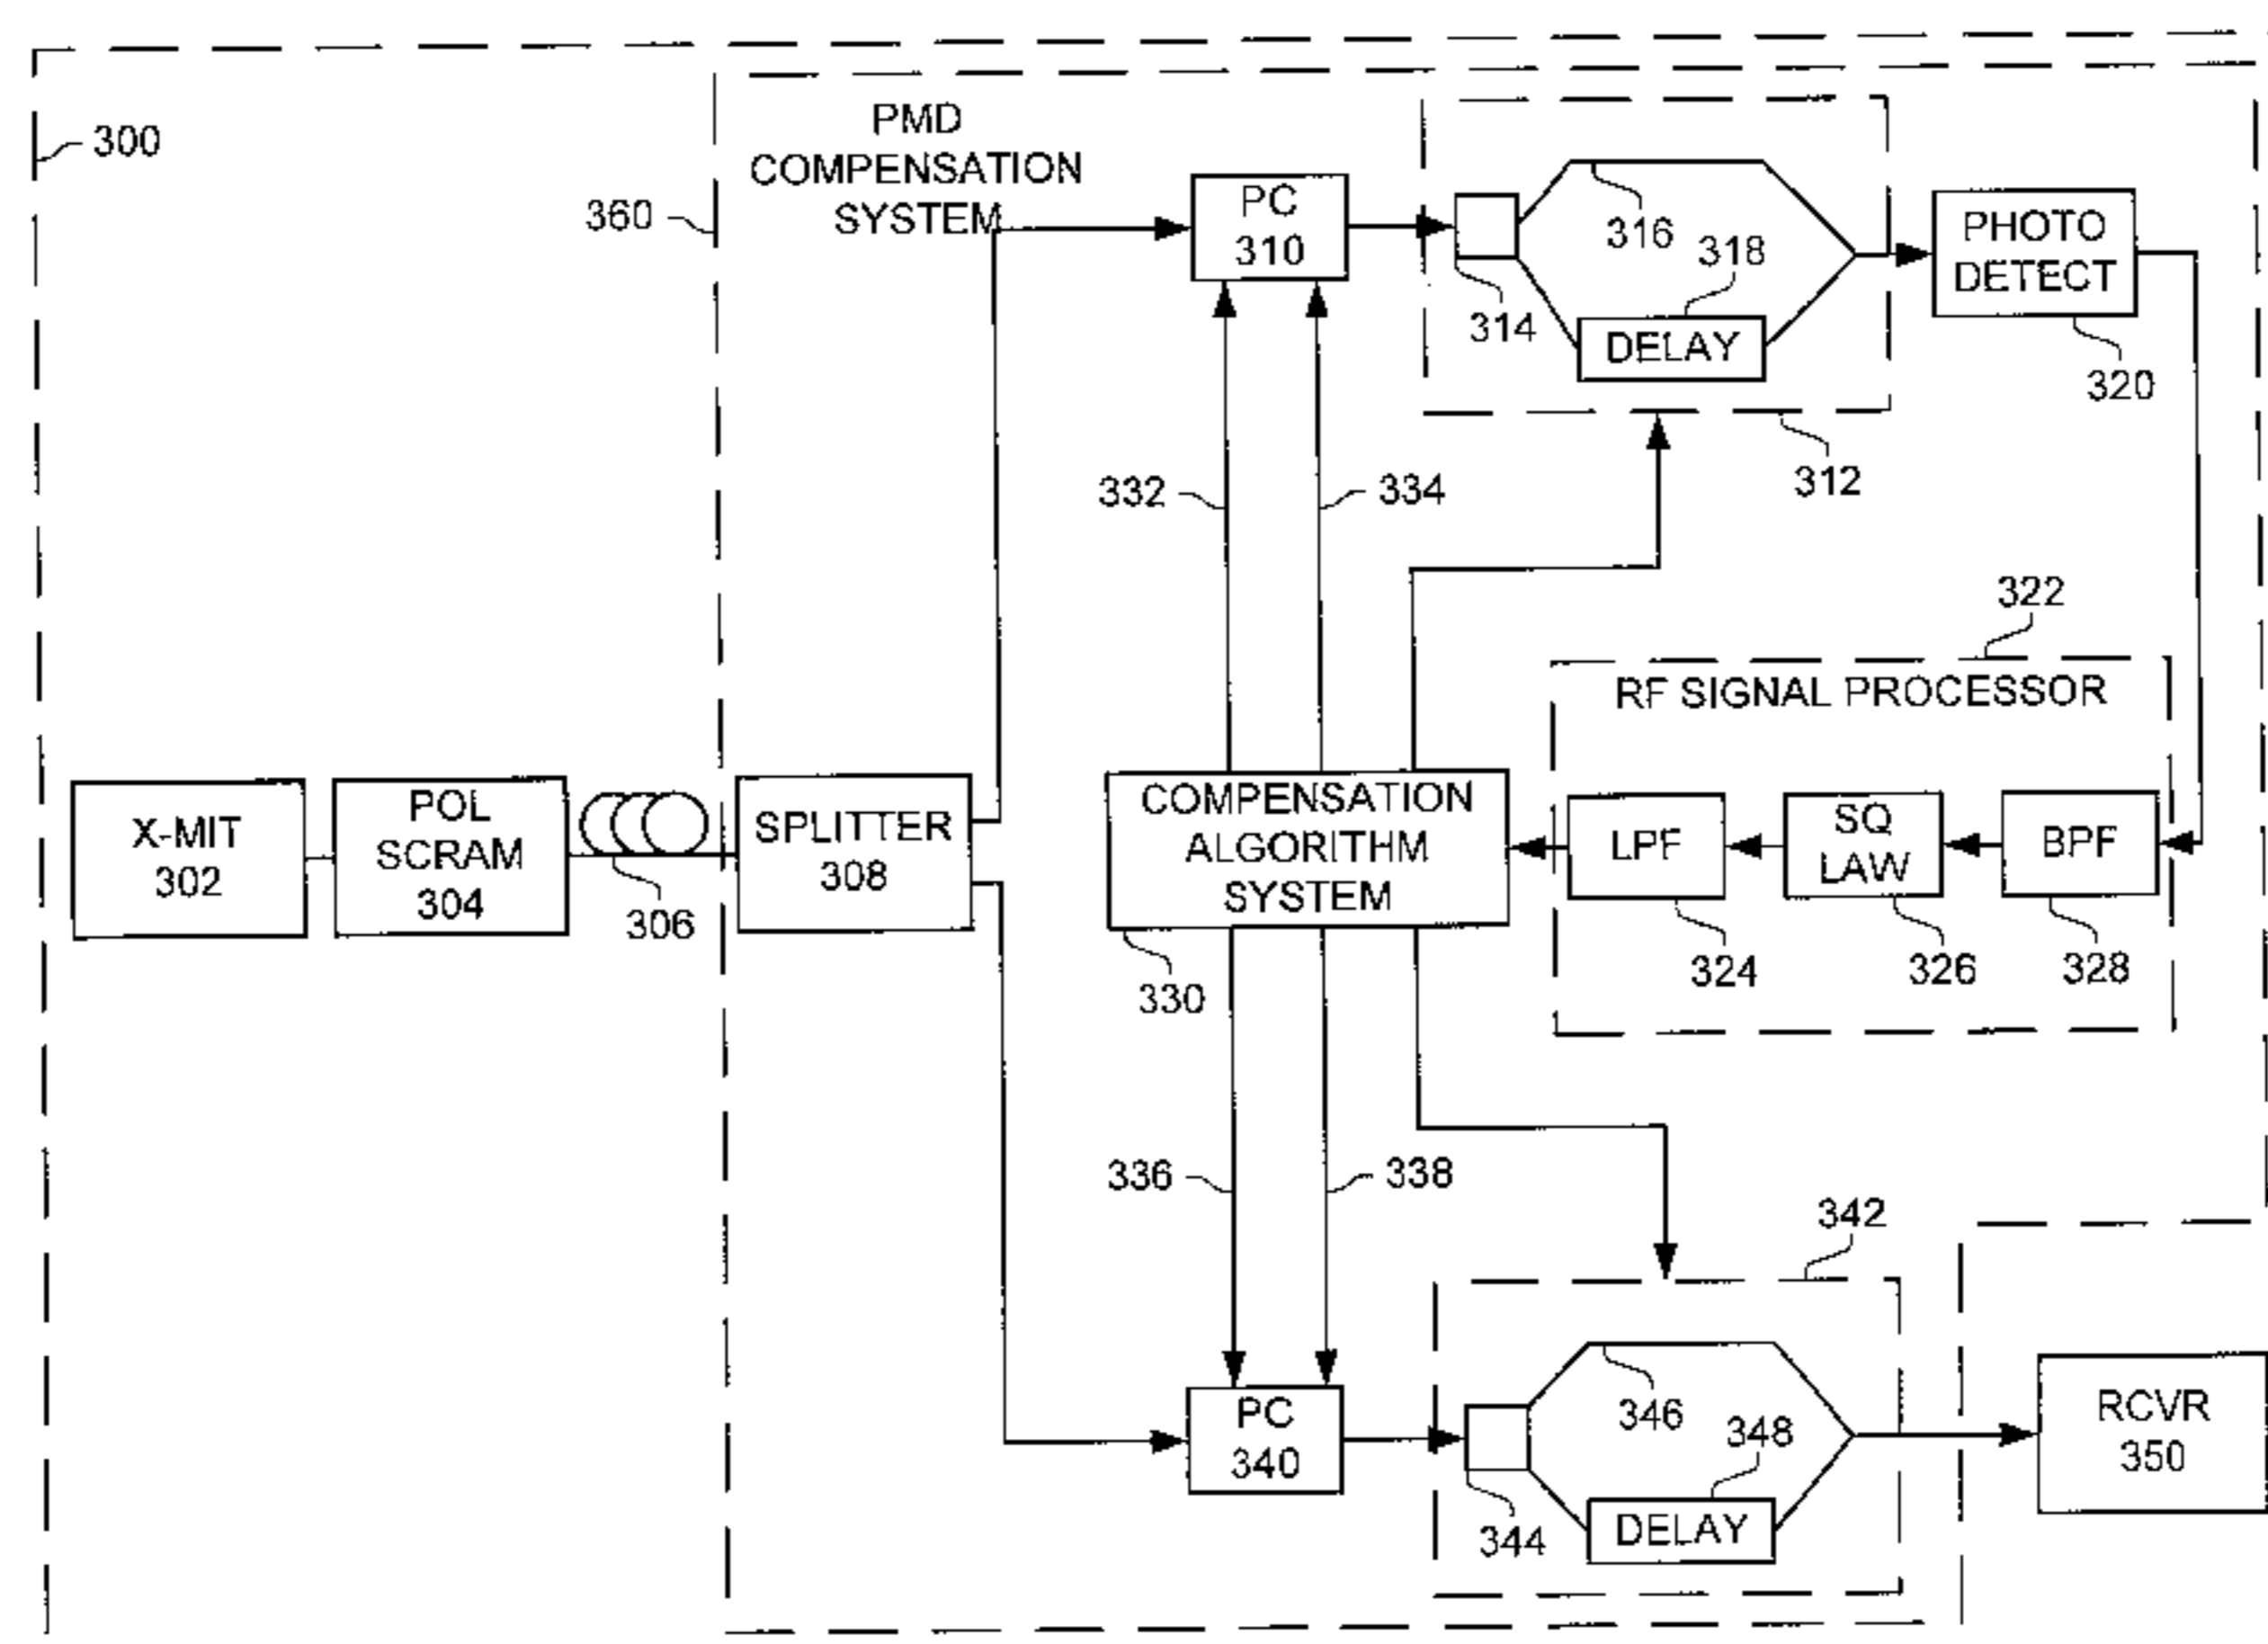 300
PMD
COMPENSATION
SYSTEM
360
PC
310
316
318
314
DELAY
PHOTO
DETECT
320
312
332
334
322
RF SIGNAL PROCESSOR
X-MIT
302
POL
SCRAM
304
306
SPLITTER
308
COMPENSATION
ALGORITHM
SYSTEM
330
LPF
324
SQ
LAW
326
BPF
328
336
338
342
PC
340
346
348
344
DELAY
RCVR
350